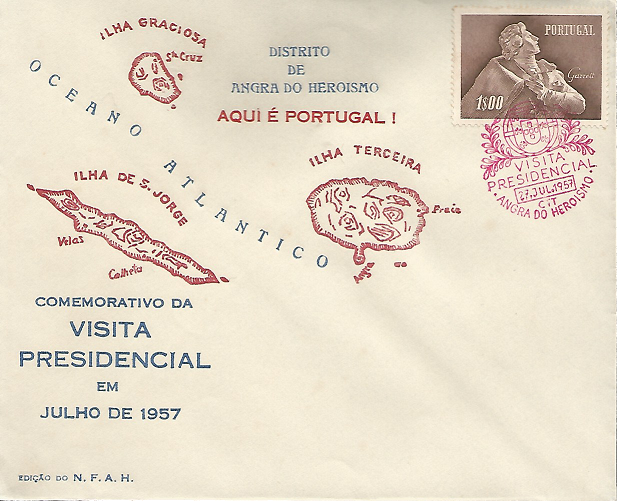 ILHA GRACIOSA
Sta Cruz
DISTRITO
DE
ANGRA DO HEROISMO
AQUI É PORTUGAL !
PORTUGAL
Garrett
1$00
OCEANO ATLANTICO
VISITA
PRESIDENCIAL
27.JUL.1957
CTT
ANGRA DO HEROISMO
ILHA TERCEIRA
Praia
Angra do
ILHA DE S. JORGE
Velas
Calheta
COMEMORATIVO DA
VISITA
PRESIDENCIAL
EM
JULHO DE 1957
EDIÇÃO DO N. F. A. H.